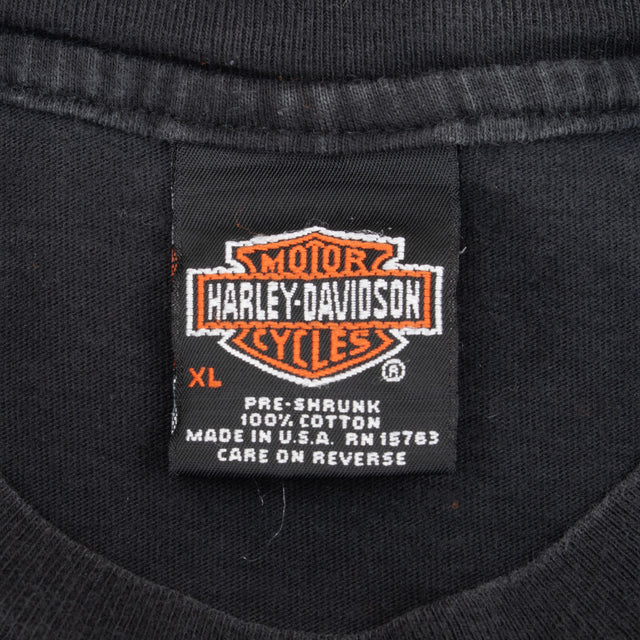 MOTOR
HARLEY-DAVIDSON
CYCLES
XL
®
PRE-SHRUNK
100% COTTON
MADE IN U.S.A. RN 15763
CARE ON REVERSE